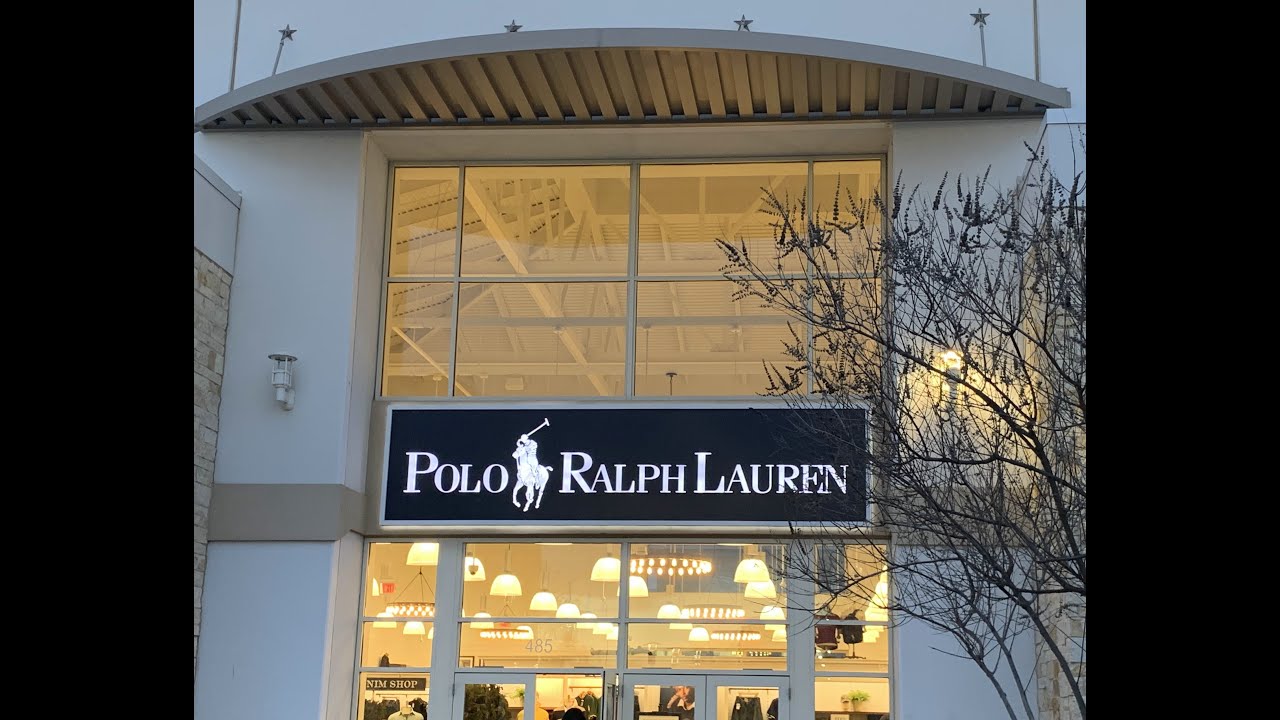 POLO RALPH LAUREN
485
NIM SHOP